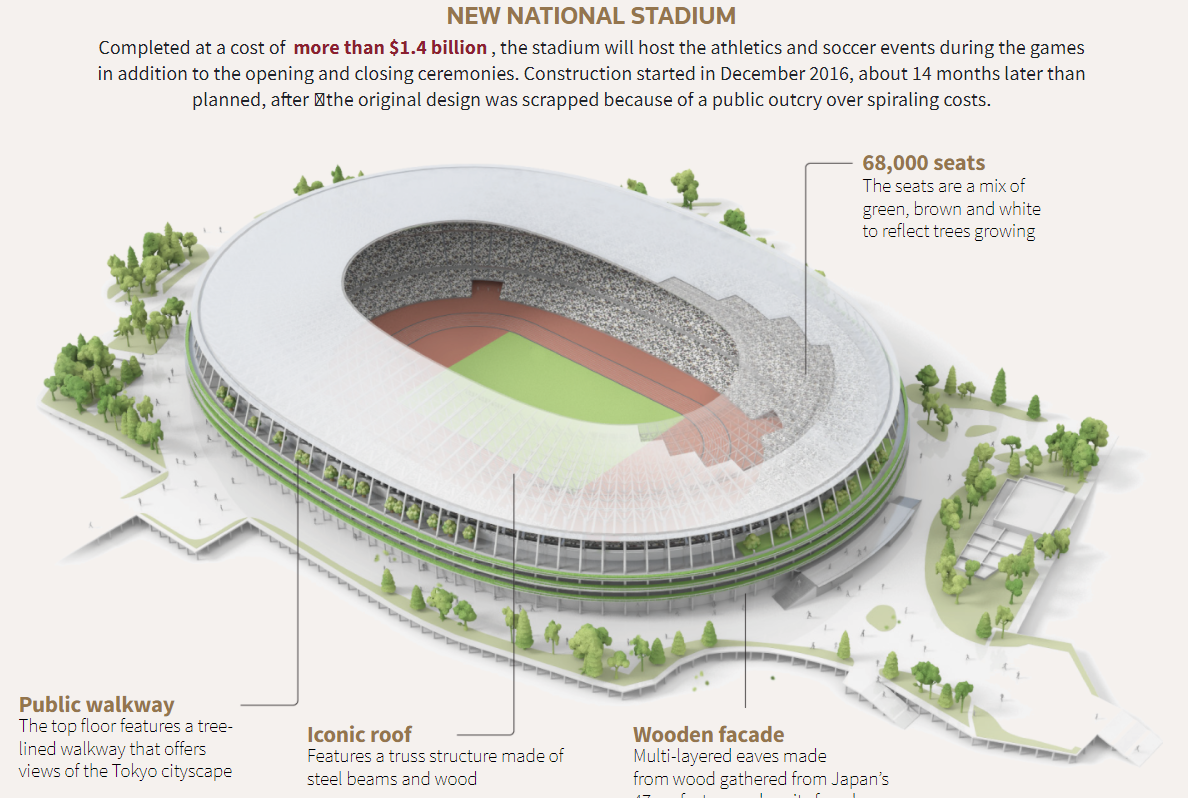 NEW NATIONAL STADIUM
Completed at a cost of more than $1.4 billion , the stadium will host the athletics and soccer events during the games
in addition to the opening and closing ceremonies. Construction started in December 2016, about 14 months later than
planned, after the original design was scrapped because of a public outcry over spiraling costs.
68,000 seats
The seats are a mix of
green, brown and white
to reflect trees growing
Public walkway
The top floor features a tree-
lined walkway that offers
views of the Tokyo cityscape
Iconic roof
Features a truss structure made of
steel beams and wood
Wooden facade
Multi-layered eaves made
from wood gathered from Japan’s